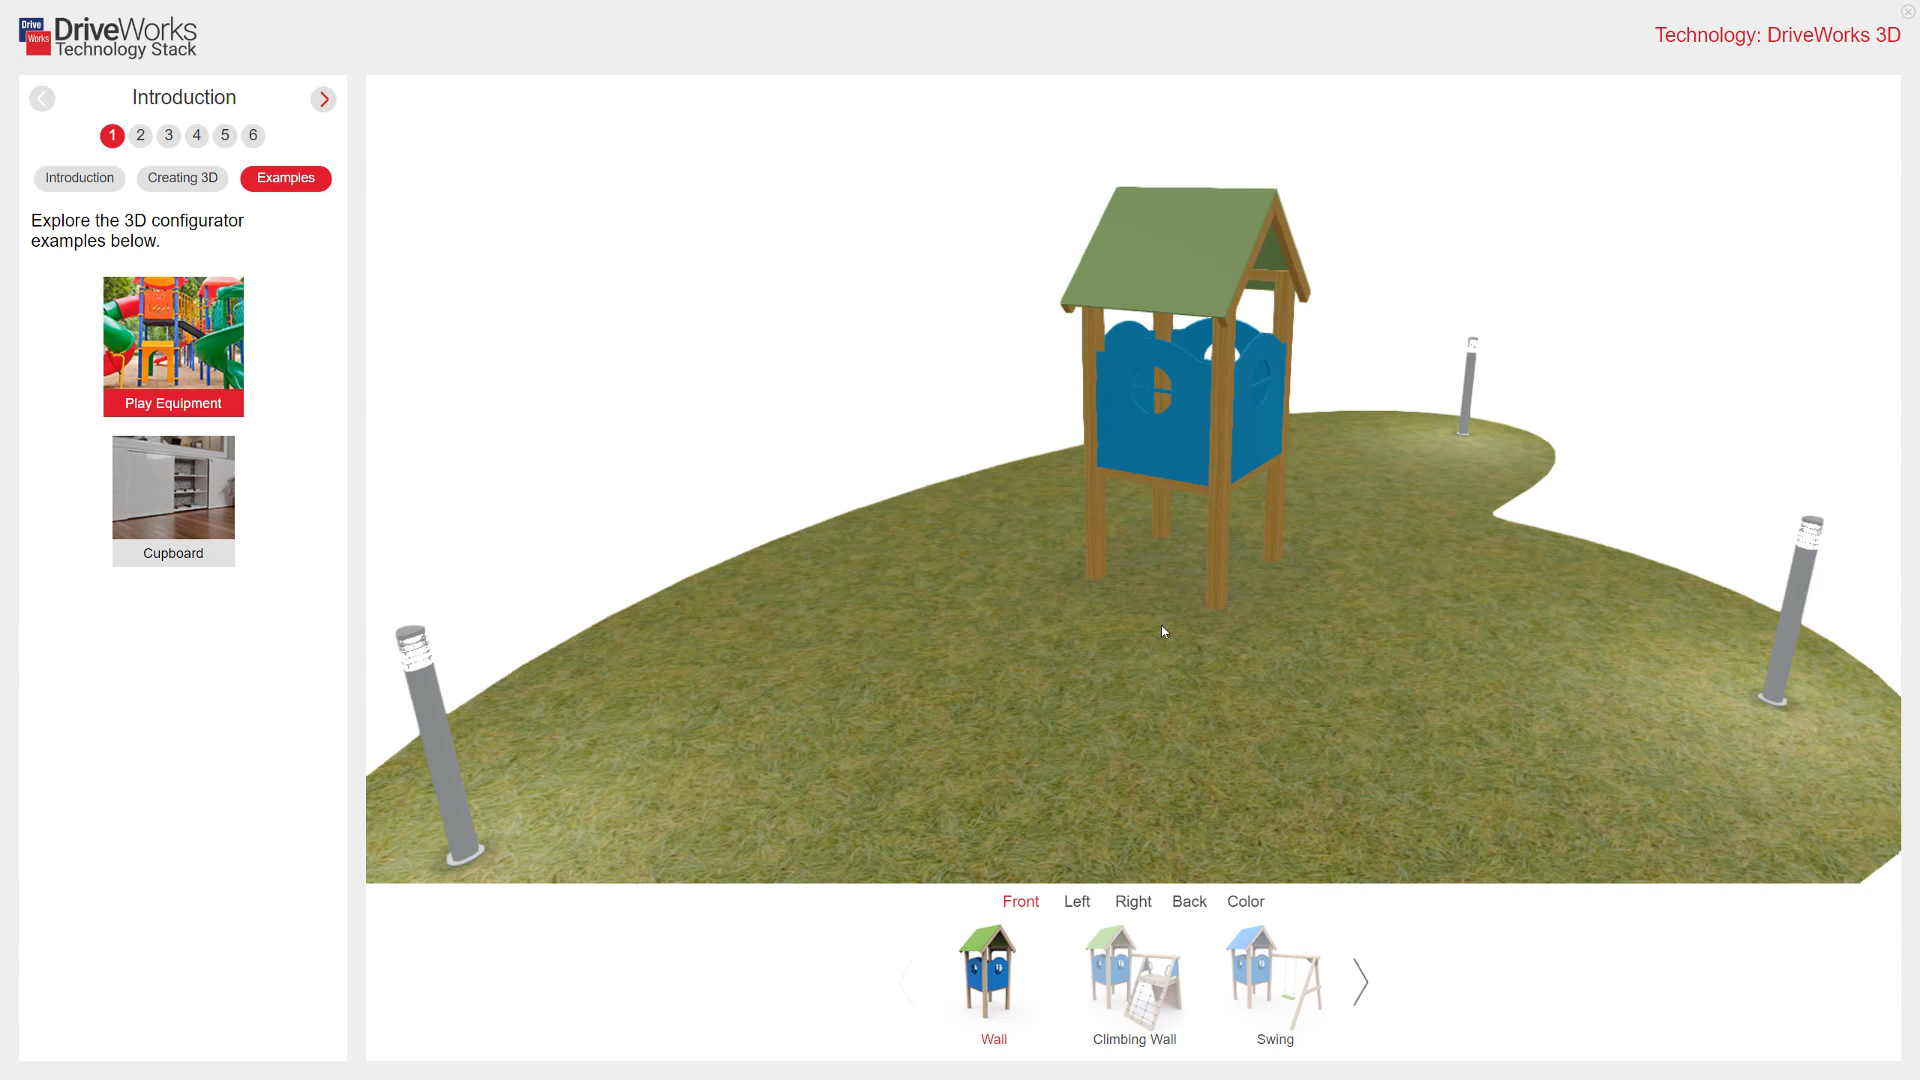 Drive
Works
DriveWorks
Technology Stack
Technology: DriveWorks 3D
Introduction
1 2 3 4 5 6
Introduction Creating 3D Examples
Explore the 3D configurator
examples below.
Play Equipment
Cupboard
Front Left Right Back Color
Wall Climbing Wall Swing